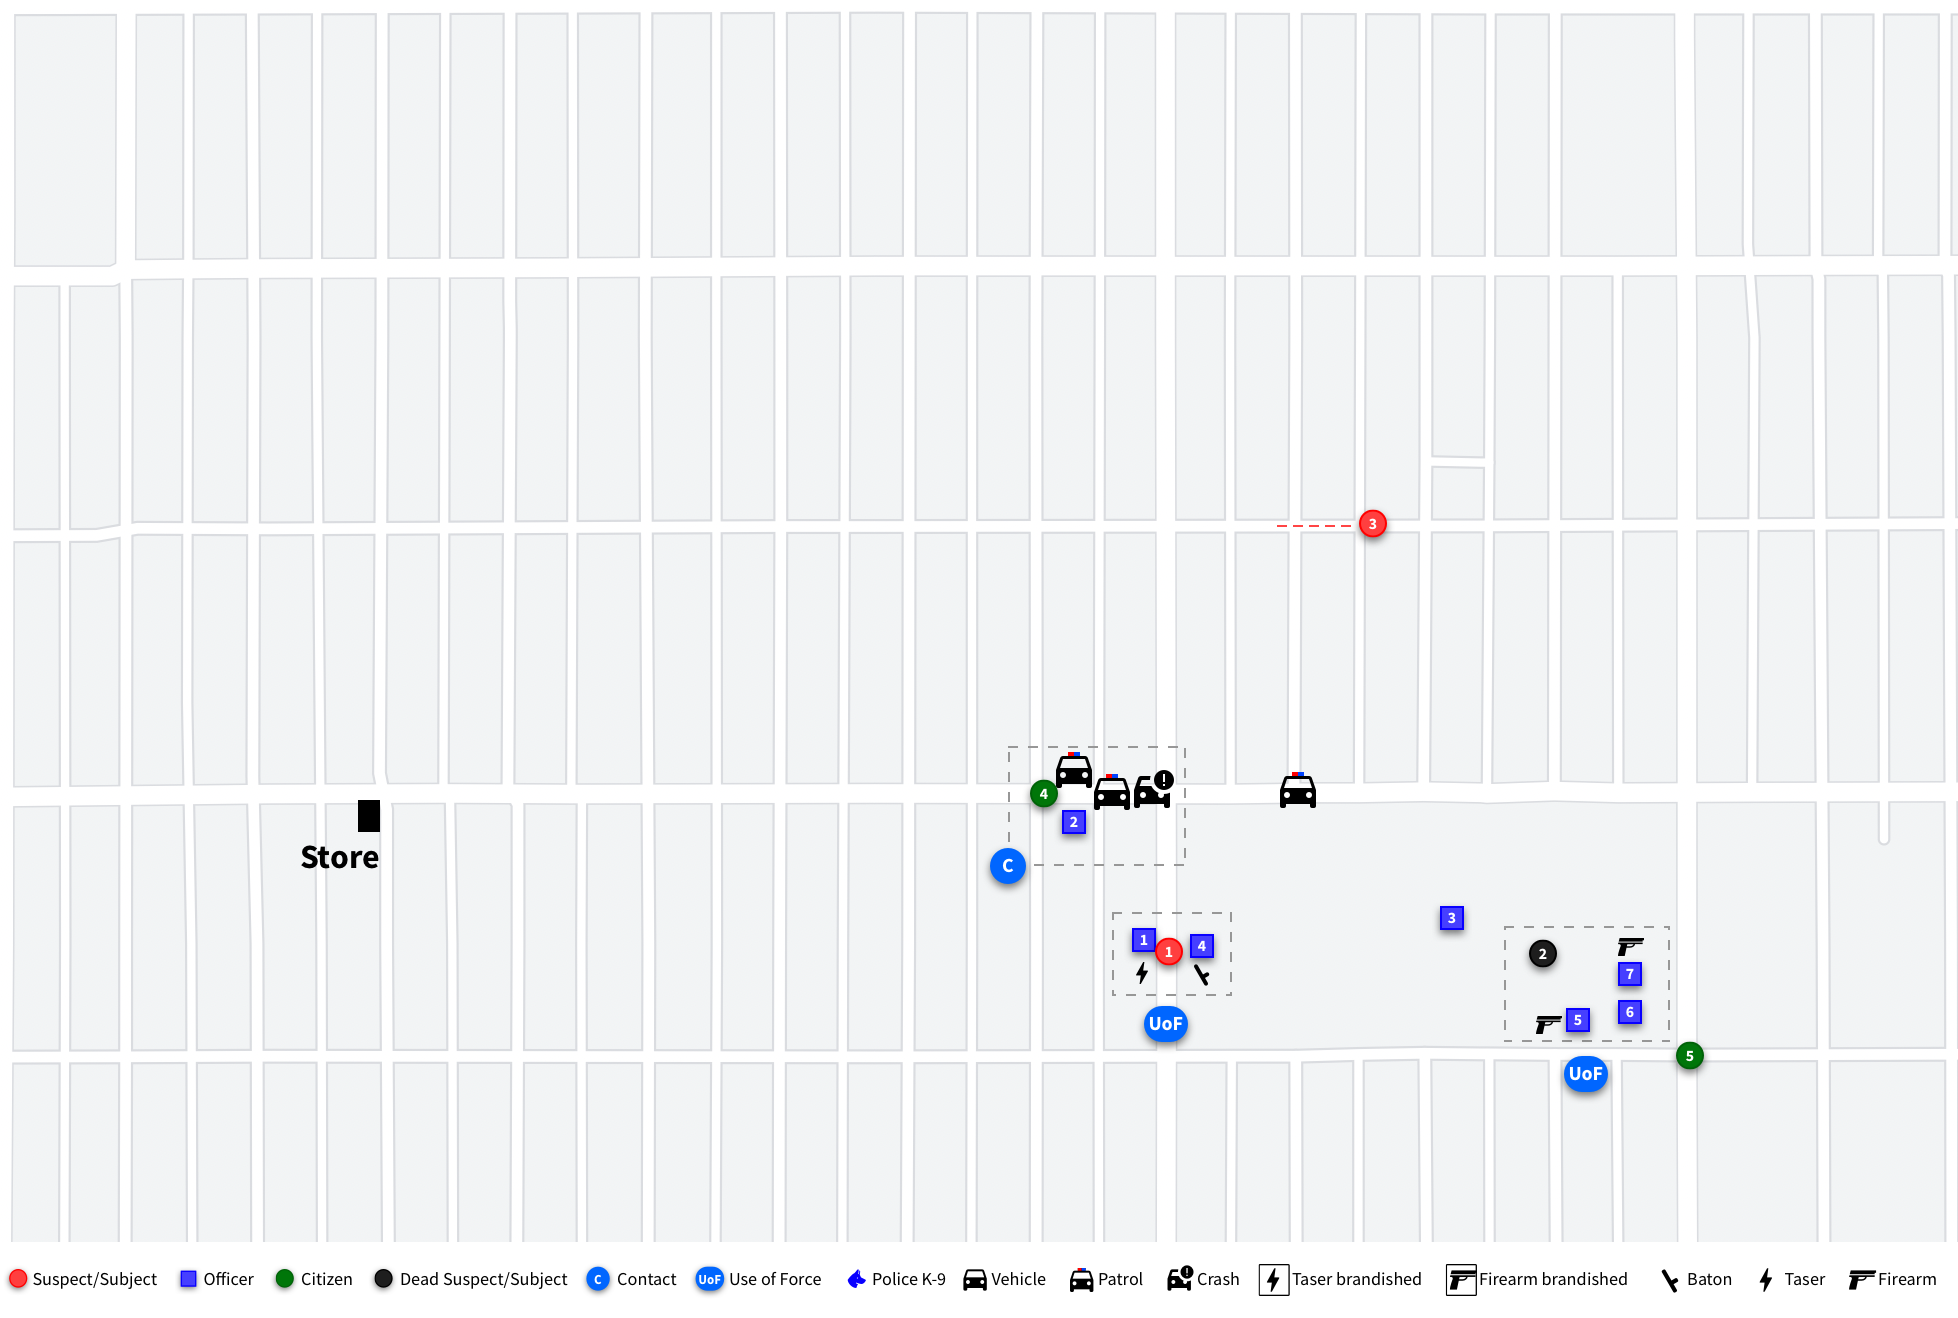 3
4
!
2
Store
C
3
1
1
4
2
7
6
5
UoF
5
UoF
Suspect/Subject
Officer
Citizen
Dead Suspect/Subject
C Contact
UoF Use of Force
Police K-9
Vehicle
Patrol
! Crash
Taser brandished
Firearm brandished
Baton
Taser
Firearm